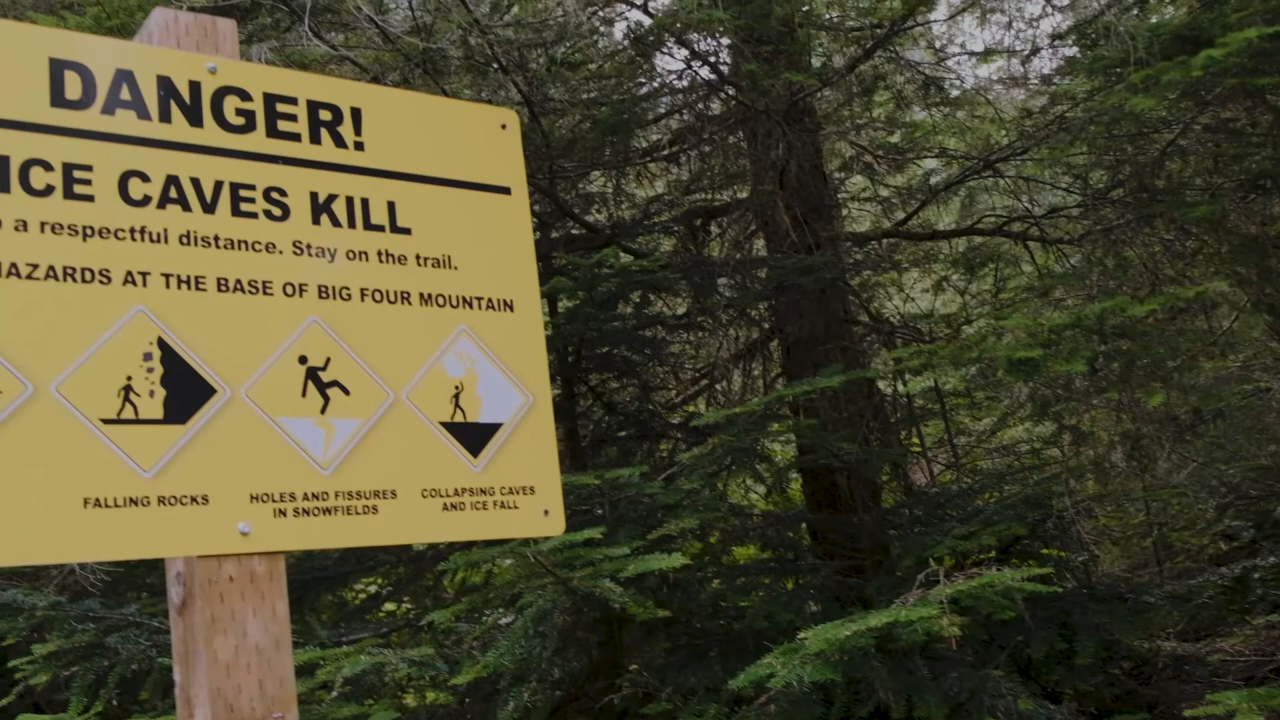 DANGER!
ICE CAVES KILL
a respectful distance. Stay on the trail.
HAZARDS AT THE BASE OF BIG FOUR MOUNTAIN
FALLING ROCKS
HOLES AND FISSURES
IN SNOWFIELDS
COLLAPSING CAVES
AND ICE FALL